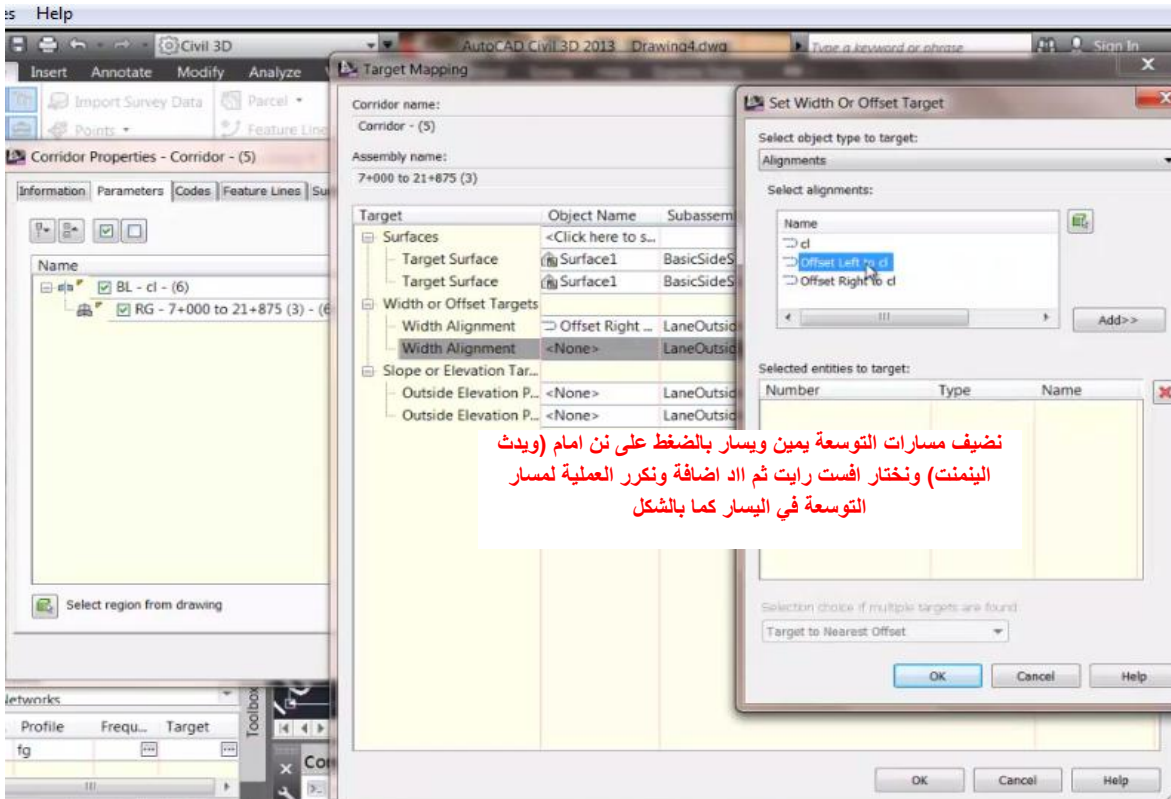 Help
Civil 3D
AutoCAD Civil 3D 2013 Drawing4.dwg
Type a keyword or phrase
Sign In
Insert Annotate Modify Analyze
Import Survey Data Parcel
Points Feature Line
Target Mapping
Corridor name:
Corridor - (5)
Assembly name:
7+000 to 21+875 (3)
Target Object Name Subassem
Surfaces <Click here to s...
Target Surface Surface1 BasicSideS
Target Surface Surface1 BasicSideS
Width or Offset Targets
Width Alignment Offset Right ... LaneOutsid
Width Alignment <None> LaneOutsid
Slope or Elevation Tar...
Outside Elevation P... <None> LaneOutsid
Outside Elevation P... <None> LaneOutsid
OK Cancel Help
Corridor Properties - Corridor - (5)
Information Parameters Codes Feature Lines Su
Name
BL - cl - (6)
RG - 7+000 to 21+875 (3) - (6
Select region from drawing
Set Width Or Offset Target
Select object type to target:
Alignments
Select alignments:
Name
cl
Offset Left to cl
Offset Right to cl
Add>>
Selected entities to target:
Number Type Name
Selection choice if multiple targets are found
Target to Nearest Offset
OK Cancel Help
نضيف مسارات التوسعة يمين ويسار بالضغط على نن امام (ويدث
الينمنت) ونختار افست رايت ثم اد اضافة ونكرر العملية لمسار
التوسعة في اليسار كما بالشكل
Networks
Profile Frequ... Target
fg
Toolbox
Co